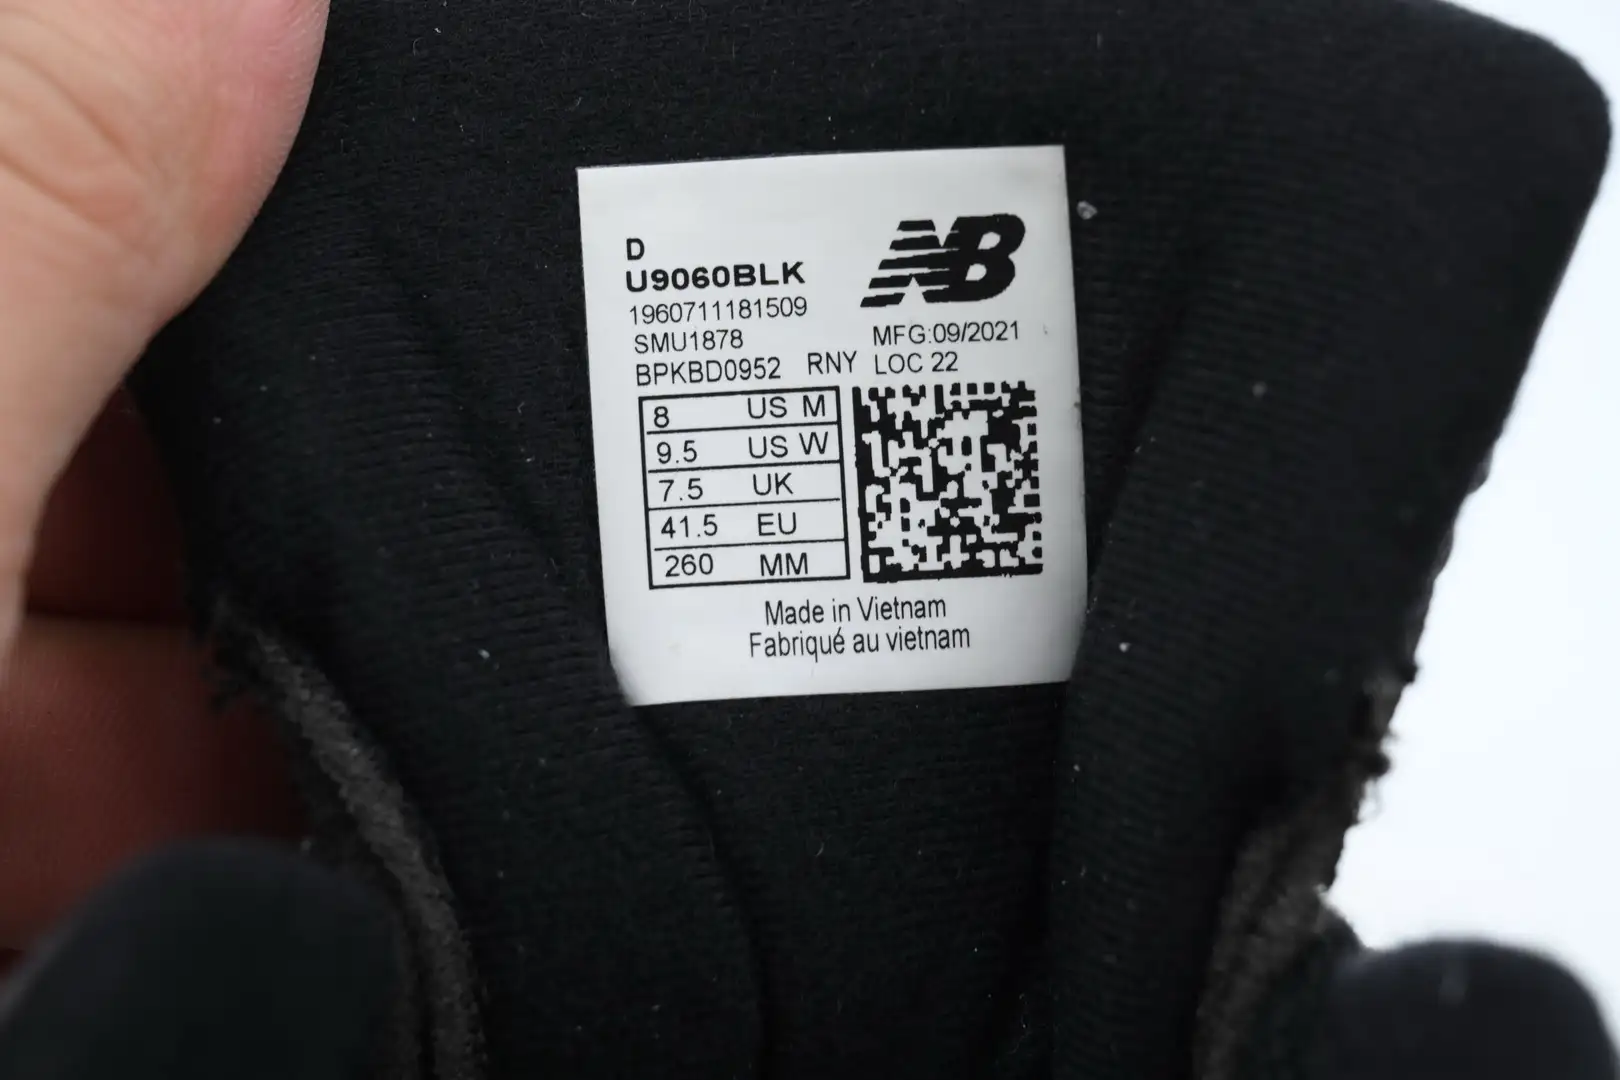 D
NB
U9060BLK
1960711181509
SMU1878 MFG:09/2021
BPKBD0952 RNY LOC 22
8 US M
9.5 US W
7.5 UK
41.5 EU
260 MM
Made in Vietnam
Fabriqué au vietnam